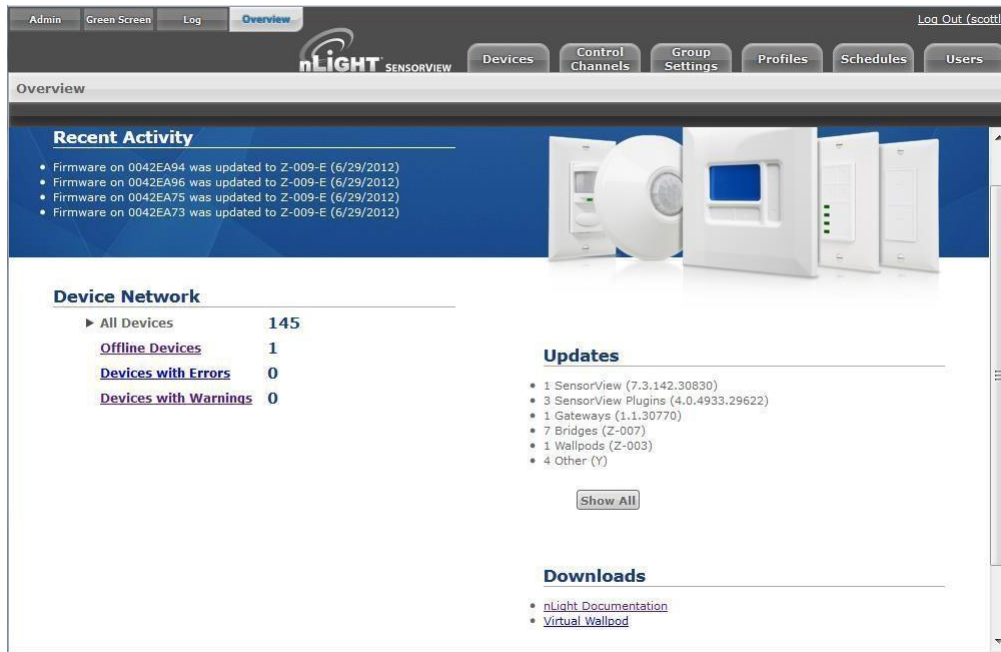 Admin
Green Screen
Log
Overview
Log Out (scottl
nLIGHT SENSORVIEW
Devices
Control Channels
Group Settings
Profiles
Schedules
Users
Overview
Recent Activity
• Firmware on 0042EA94 was updated to Z-009-E (6/29/2012)
• Firmware on 0042EA96 was updated to Z-009-E (6/29/2012)
• Firmware on 0042EA75 was updated to Z-009-E (6/29/2012)
• Firmware on 0042EA73 was updated to Z-009-E (6/29/2012)
Device Network
All Devices 145
Offline Devices 1
Devices with Errors 0
Devices with Warnings 0
Updates
• 1 SensorView (7.3.142.30830)
• 3 SensorView Plugins (4.0.4933.29622)
• 1 Gateways (1.1.30770)
• 7 Bridges (Z-007)
• 1 Wallpods (Z-003)
• 4 Other (Y)
Show All
Downloads
• nLight Documentation
• Virtual Wallpod